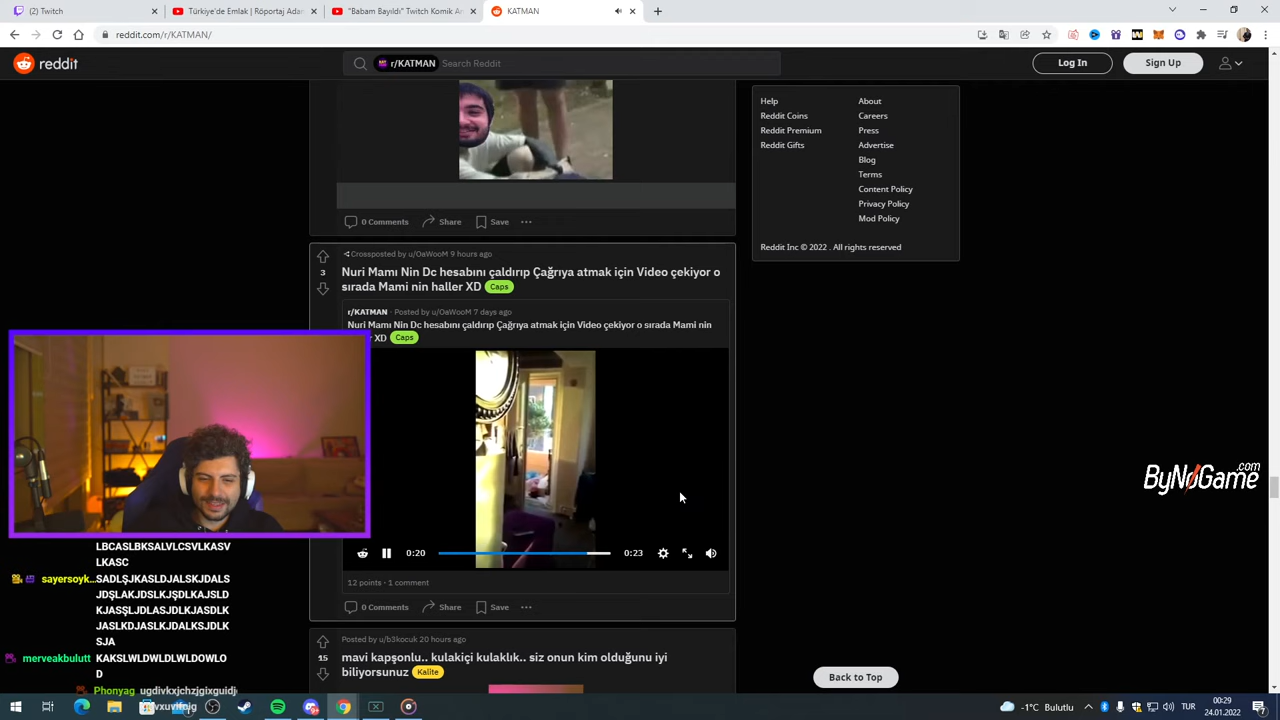 (2) Twitch
Türkiye'de Emlak | Röportaj Adam
"Babam Bayıldı" Twitch Komik An
KATMAN
reddit.com/r/KATMAN/
reddit
r/KATMAN
Search Reddit
Log In
Sign Up
Help
About
Reddit Coins
Careers
Reddit Premium
Press
Reddit Gifts
Advertise
Blog
Terms
Content Policy
Privacy Policy
Mod Policy
Reddit Inc © 2022 . All rights reserved
0 Comments
Share
Save
Crossposted by u/OaWooM 9 hours ago
3
Nuri Mamı Nin Dc hesabını çaldırıp Çağrıya atmak için Video çekiyor o
sırada Mami nin haller XD Caps
r/KATMAN · Posted by u/OaWooM 7 days ago
Nuri Mamı Nin Dc hesabını çaldırıp Çağrıya atmak için Video çekiyor o sırada Mami nin
XD Caps
0:20
0:23
12 points · 1 comment
0 Comments
Share
Save
Posted by u/b3kocuk 20 hours ago
15
mavi kapşonlu.. kulakiçi kulaklık.. siz onun kim olduğunu iyi
biliyorsunuz Kalite
Back to Top
ByNoGame.com
LBCASLBKSALVLCSVLKASV
LKASC
sayersoyk... SADLŞJKASLDJALSKJDALS
JDŞLAKJDSLKJŞDLKAJSLD
KJASŞLJDLASJDLKJASDLK
JASLKDJASLKJDALKSJDLK
SJA
merveakbulutt KAKSLWLDWLDLWLDOWLO
D
Phonyag
-1°C Bulutlu
TUR
00:29
24.01.2022